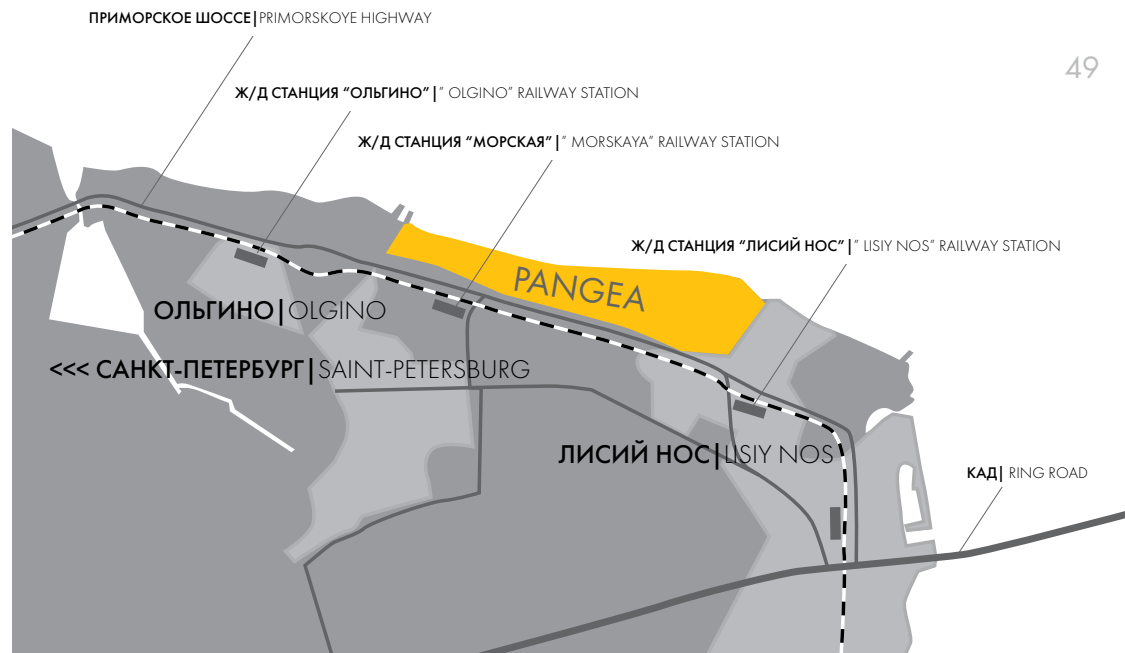 ПРИМОРСКОЕ ШОССЕ|PRIMORSKOYE HIGHWAY
49
Ж/Д СТАНЦИЯ “ОЛЬГИНО”|” OLGINO” RAILWAY STATION
Ж/Д СТАНЦИЯ “МОРСКАЯ”|” MORSKAYA” RAILWAY STATION
Ж/Д СТАНЦИЯ “ЛИСИЙ НОС”|” LISIY NOS” RAILWAY STATION
PANGEA
ОЛЬГИНО|OLGINO
<<< САНКТ-ПЕТЕРБУРГ|SAINT-PETERSBURG
ЛИСИЙ НОС|LISIY NOS
КАД| RING ROAD